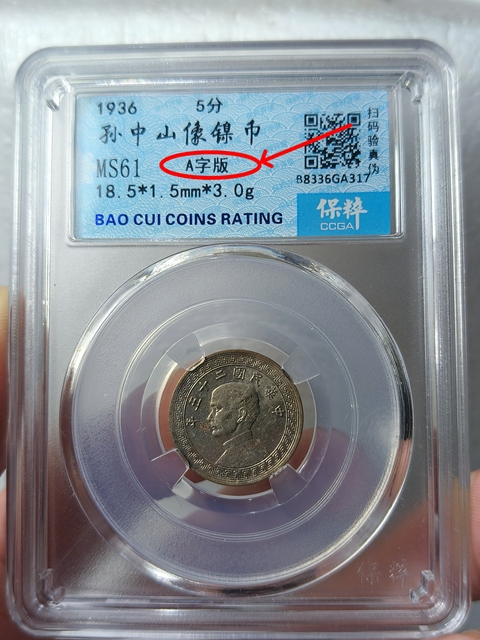 1936 5分
孙中山像镍币
MS61 A字版
18.5*1.5mm*3.0g
BAO CUI COINS RATING
扫码验真伪
B8336GA317
保粹
CCGA
中華民國二十五年
保粹